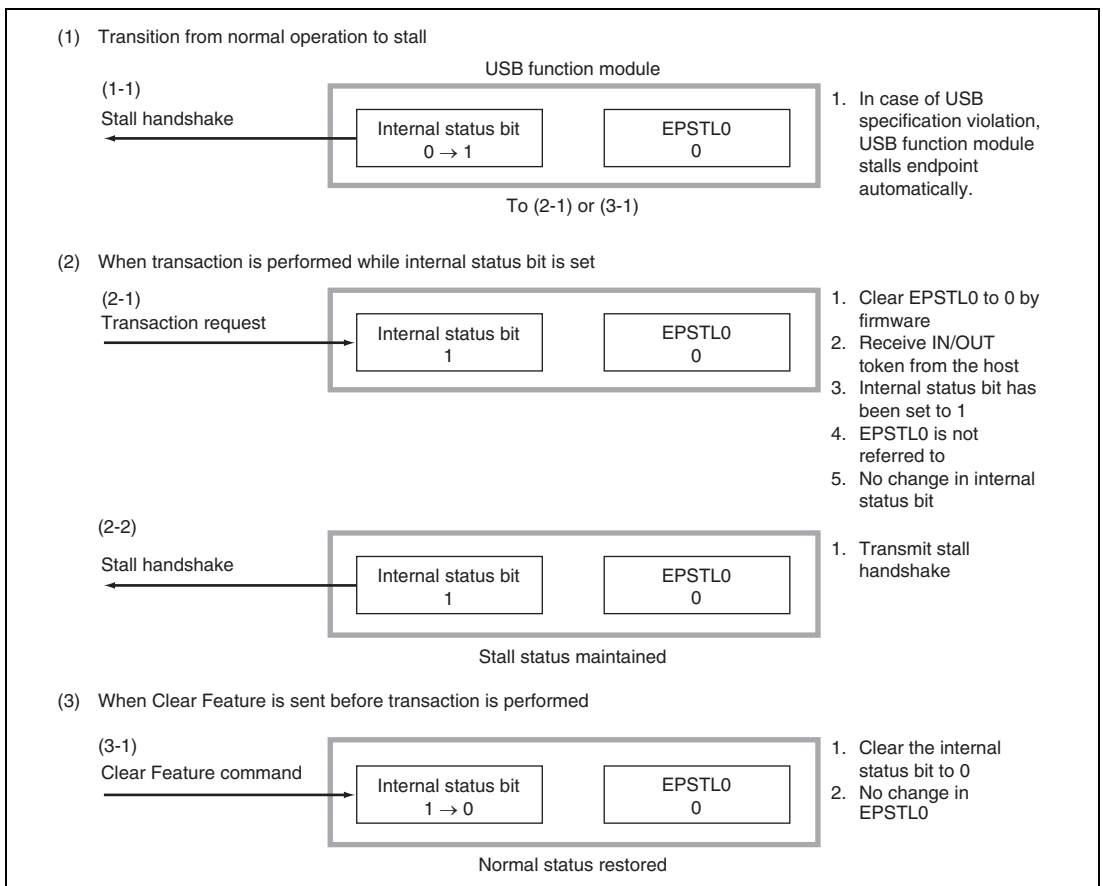 (1) Transition from normal operation to stall
USB function module
(1-1)
Stall handshake
Internal status bit
0 → 1
EPSTL0
0
1. In case of USB
specification violation,
USB function module
stalls endpoint
automatically.
To (2-1) or (3-1)
(2) When transaction is performed while internal status bit is set
(2-1)
Transaction request
Internal status bit
1
EPSTL0
0
1. Clear EPSTL0 to 0 by
firmware
2. Receive IN/OUT
token from the host
3. Internal status bit has
been set to 1
4. EPSTL0 is not
referred to
5. No change in internal
status bit
(2-2)
Stall handshake
Internal status bit
1
EPSTL0
0
1. Transmit stall
handshake
Stall status maintained
(3) When Clear Feature is sent before transaction is performed
(3-1)
Clear Feature command
Internal status bit
1 → 0
EPSTL0
0
1. Clear the internal
status bit to 0
2. No change in
EPSTL0
Normal status restored